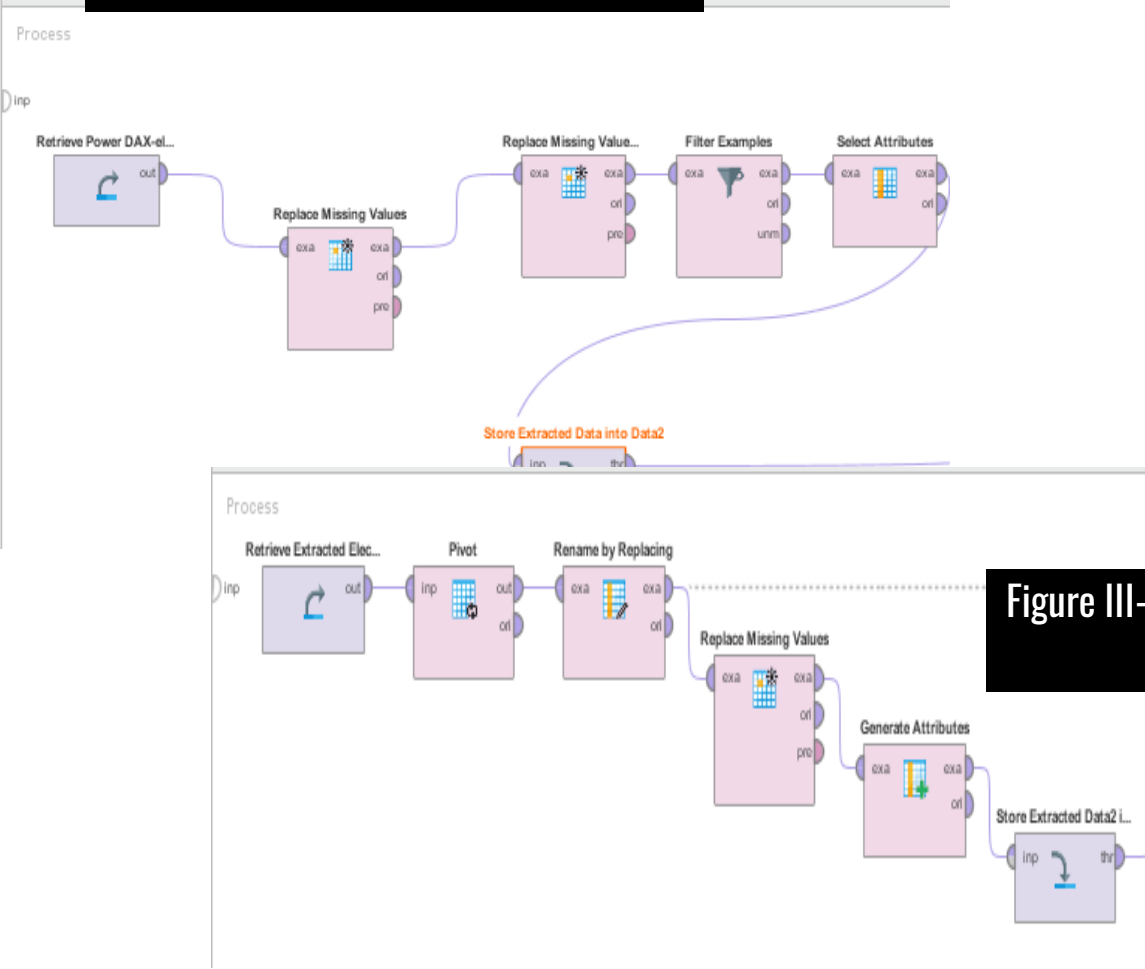 Process
inp
Retrieve Power DAX-el...
out
Replace Missing Values
exa exa
ori
pre
Replace Missing Value...
exa exa
ori
pre
Filter Examples
exa exa
ori
unm
Select Attributes
exa exa
ori
Store Extracted Data into Data2
inp thr
Process
inp
Retrieve Extracted Elec...
out
Pivot
inp out
ori
Rename by Replacing
exa exa
ori
Figure III-
Replace Missing Values
exa exa
ori
pre
Generate Attributes
exa exa
ori
Store Extracted Data2 i...
inp thr